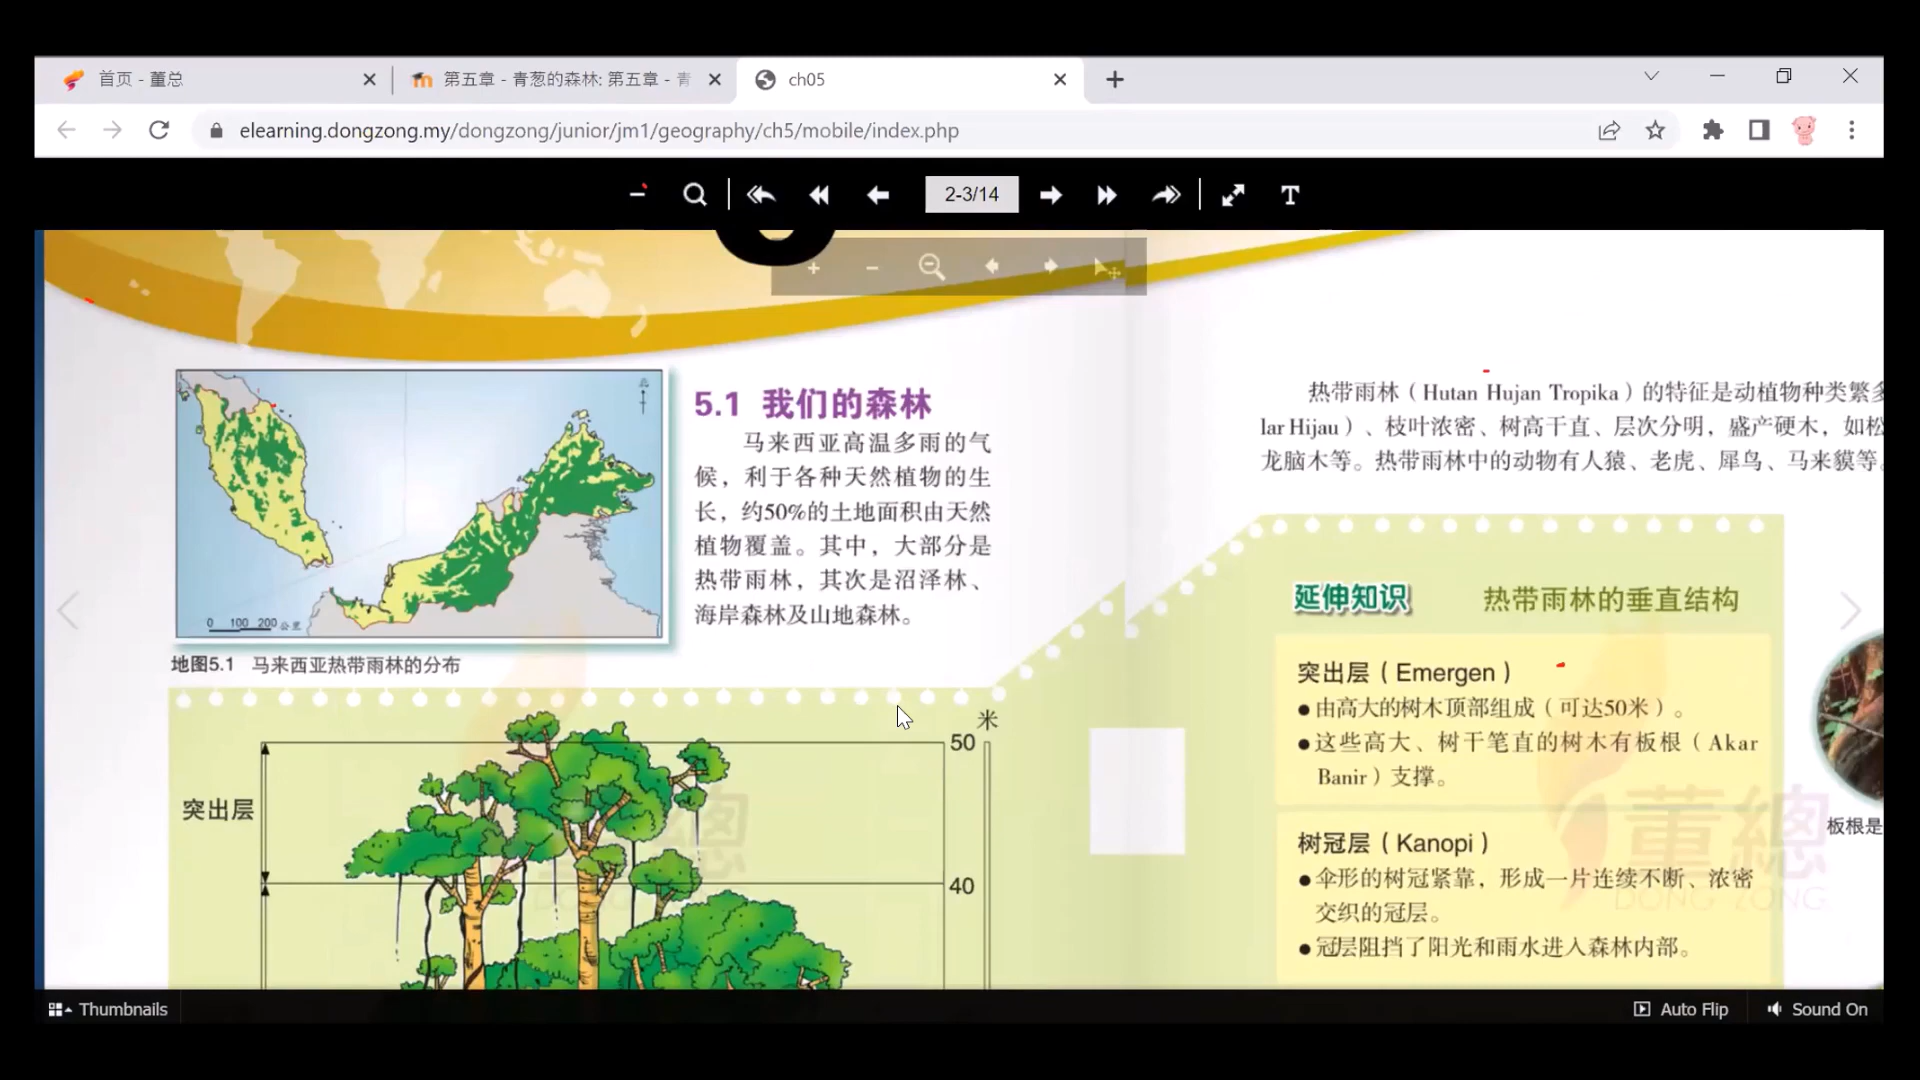 首页 - 董总
第五章 - 青葱的森林: 第五章 - 青
ch05
elearning.dongzong.my/dongzong/junior/jm1/geography/ch5/mobile/index.php
2-3/14
北
0 100 200 公里
地图5.1 马来西亚热带雨林的分布
5.1 我们的森林
马来西亚高温多雨的气
候，利于各种天然植物的生
长，约50%的土地面积由天然
植物覆盖。其中，大部分是
热带雨林，其次是沼泽林、
海岸森林及山地森林。
米
50
突出层
40
热带雨林（Hutan Hujan Tropika）的特征是动植物种类繁多
lar Hijau）、枝叶浓密、树高干直、层次分明，盛产硬木，如松
龙脑木等。热带雨林中的动物有人猿、老虎、犀鸟、马来貘等。
延伸知识 热带雨林的垂直结构
突出层（Emergen）
●由高大的树木顶部组成（可达50米）。
●这些高大、树干笔直的树木有板根（Akar
Banir）支撑。
树冠层（Kanopi）
●伞形的树冠紧靠，形成一片连续不断、浓密
交织的冠层。
●冠层阻挡了阳光和雨水进入森林内部。
板根是
董總
DONG ZONG
Thumbnails
Auto Flip
Sound On